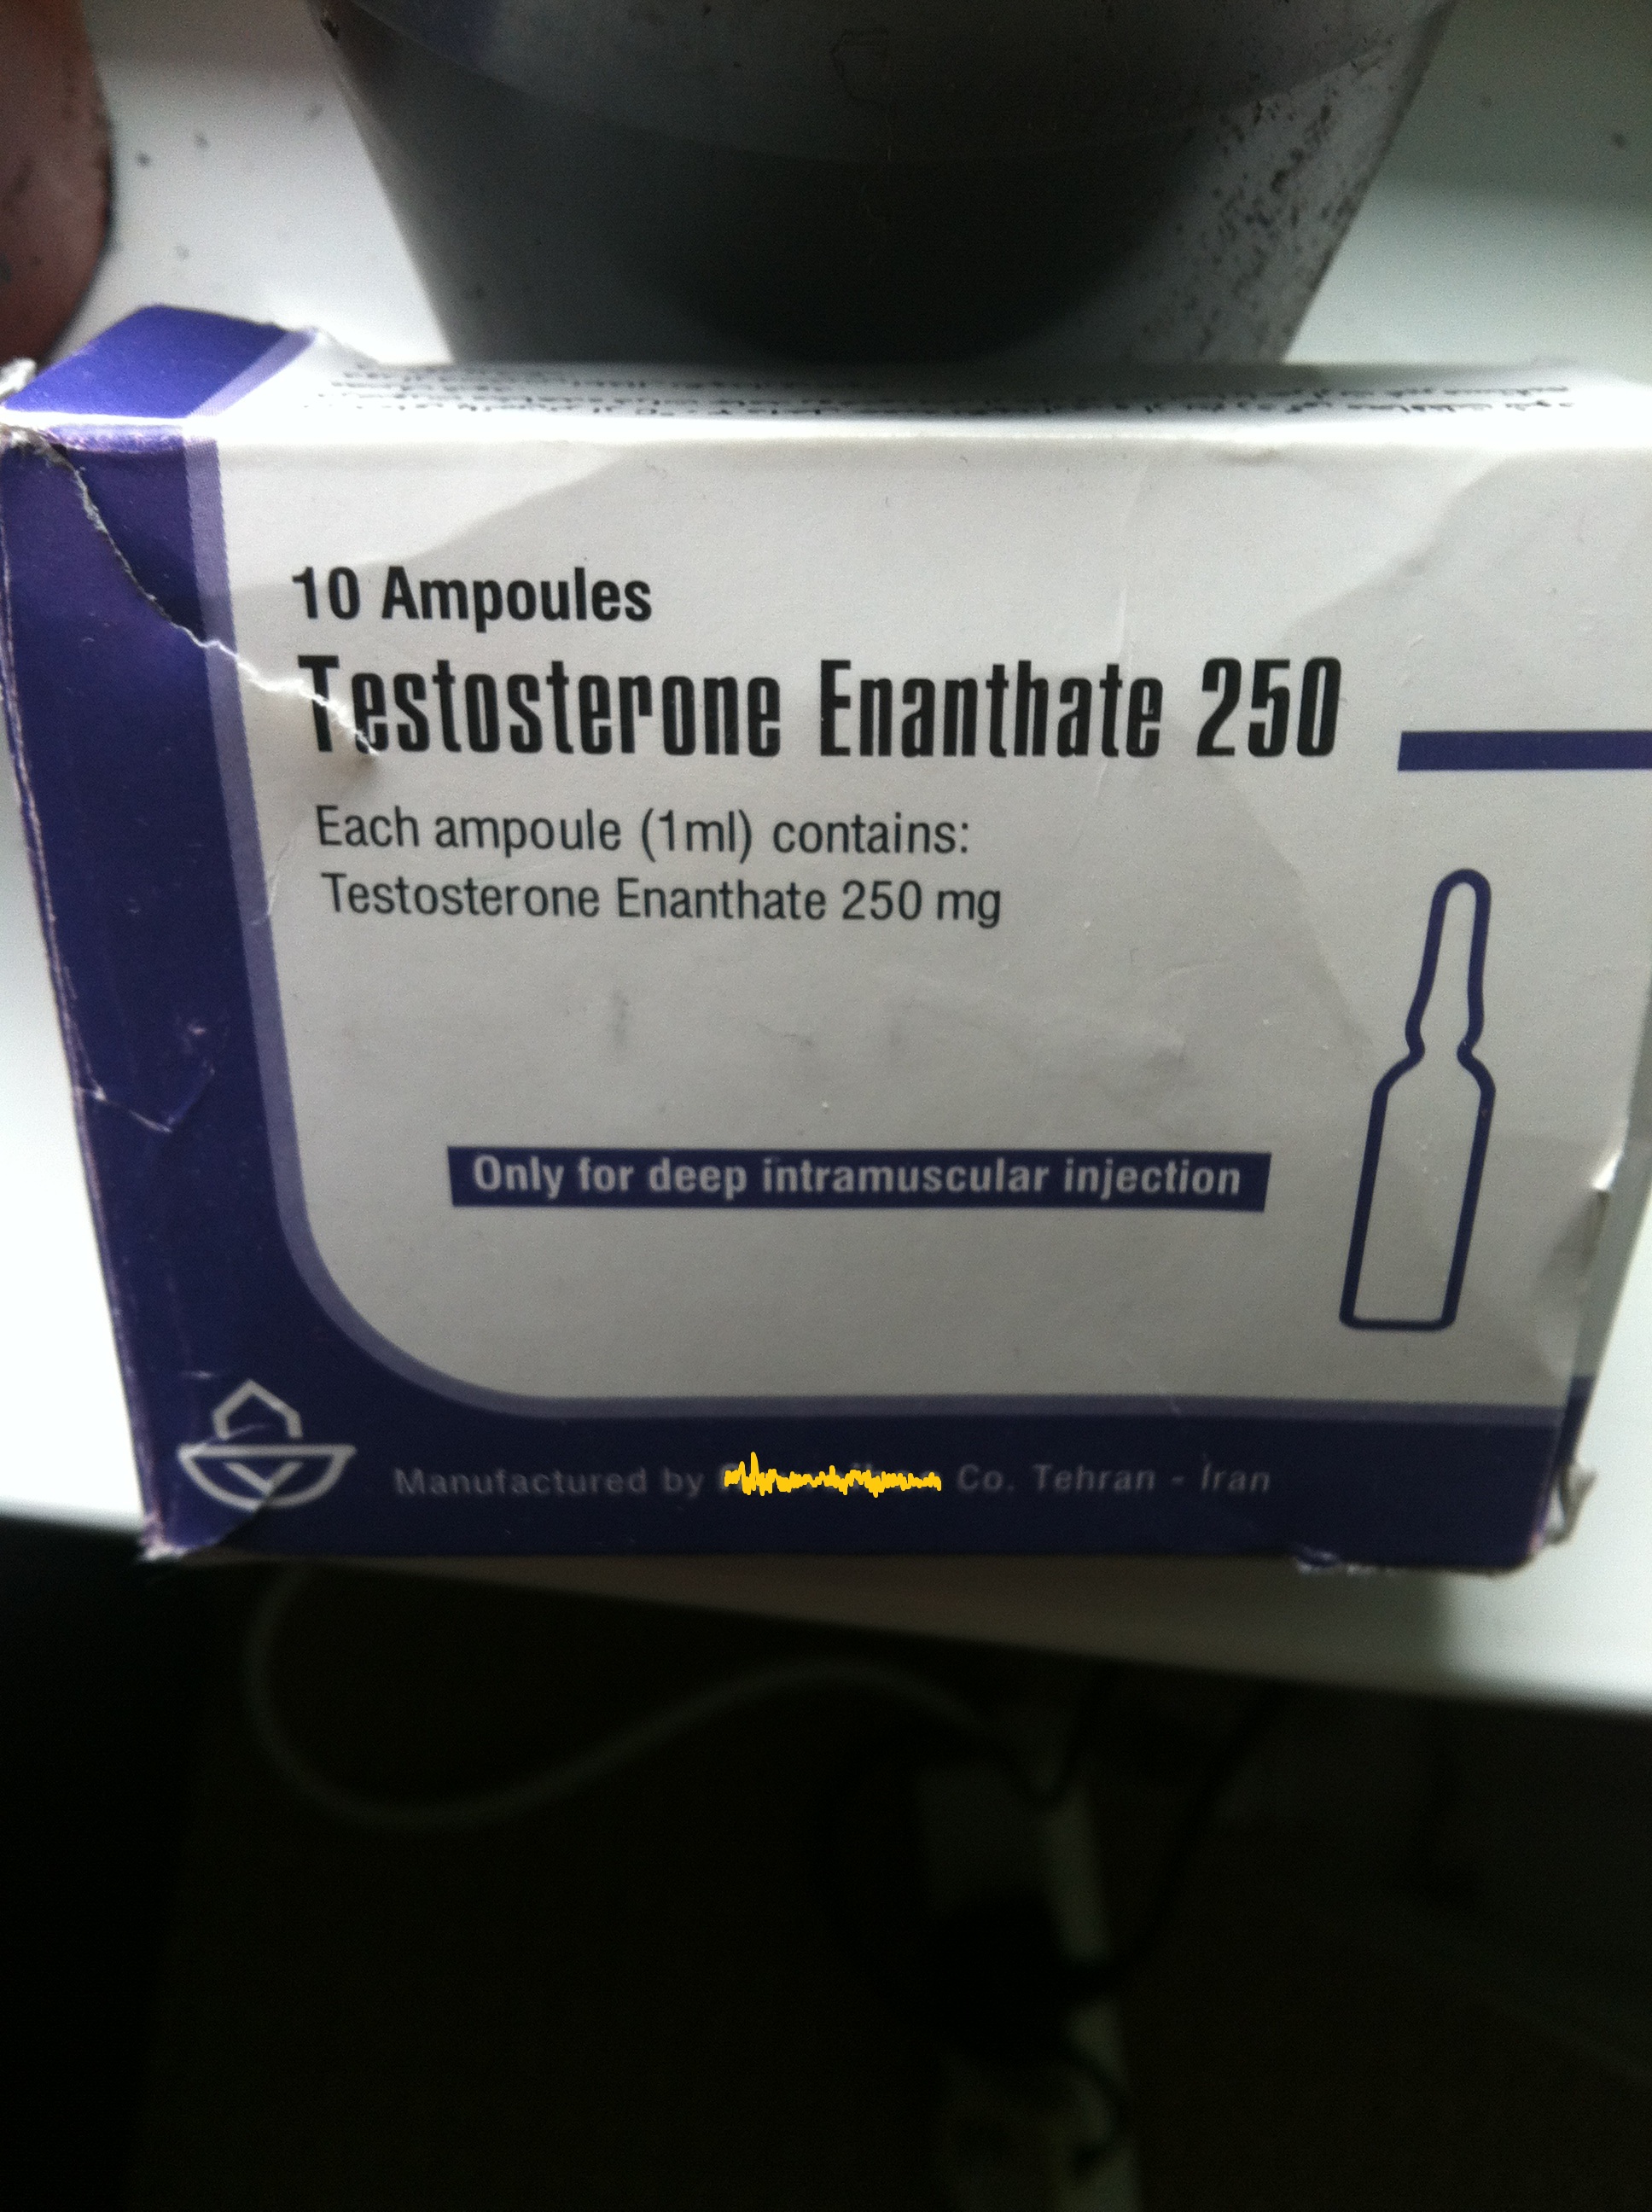 10 Ampoules
Testosterone Enanthate 250
Each ampoule (1ml) contains:
Testosterone Enanthate 250 mg
Only for deep intramuscular injection
Manufactured by Co. Tehran - Iran